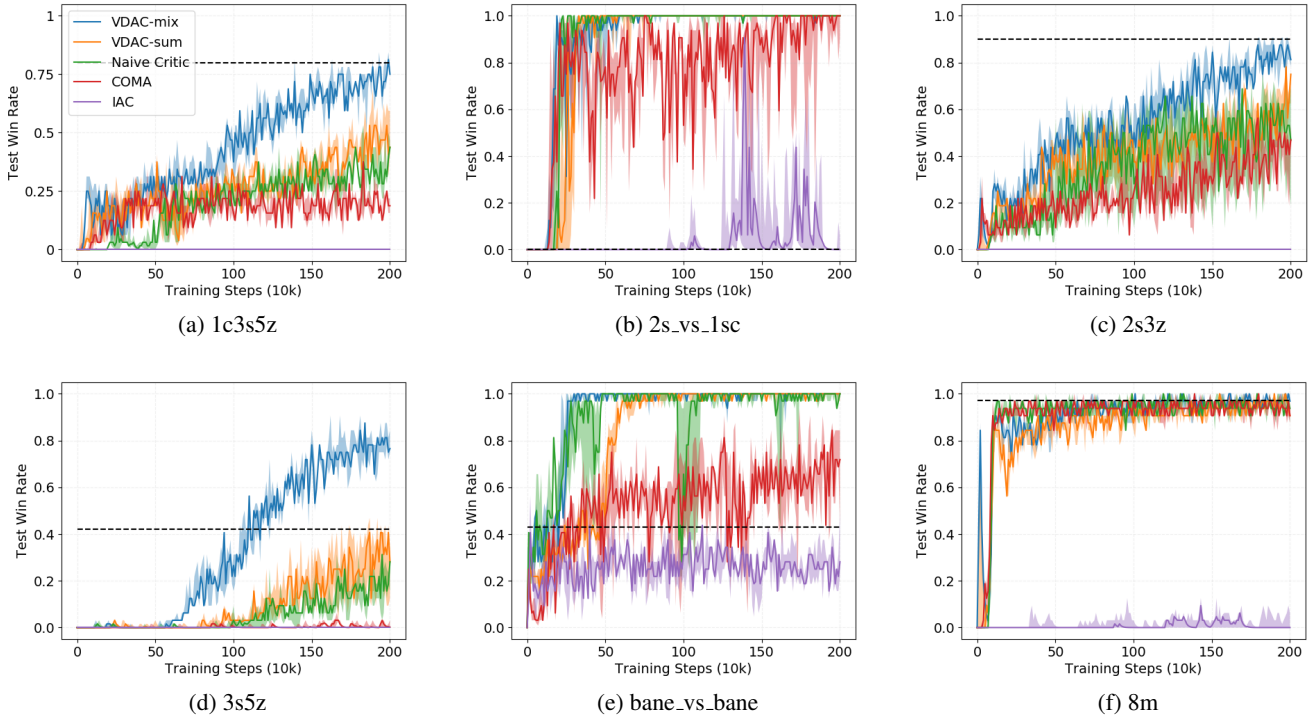 1
0.75
0.5
0.25
0
Test Win Rate
VDAC-mix
VDAC-sum
Naive Critic
COMA
IAC
0 50 100 150 200
Training Steps (10k)
(a) 1c3s5z
1.0
0.8
0.6
0.4
0.2
0.0
Test Win Rate
0 50 100 150 200
Training Steps (10k)
(b) 2s_vs_1sc
1.0
0.8
0.6
0.4
0.2
0.0
Test Win Rate
0 50 100 150 200
Training Steps (10k)
(c) 2s3z
1.0
0.8
0.6
0.4
0.2
0.0
Test Win Rate
0 50 100 150 200
Training Steps (10k)
(d) 3s5z
1.0
0.8
0.6
0.4
0.2
0.0
Test Win Rate
0 50 100 150 200
Training Steps (10k)
(e) bane_vs_bane
1.0
0.8
0.6
0.4
0.2
0.0
Test Win Rate
0 50 100 150 200
Training Steps (10k)
(f) 8m